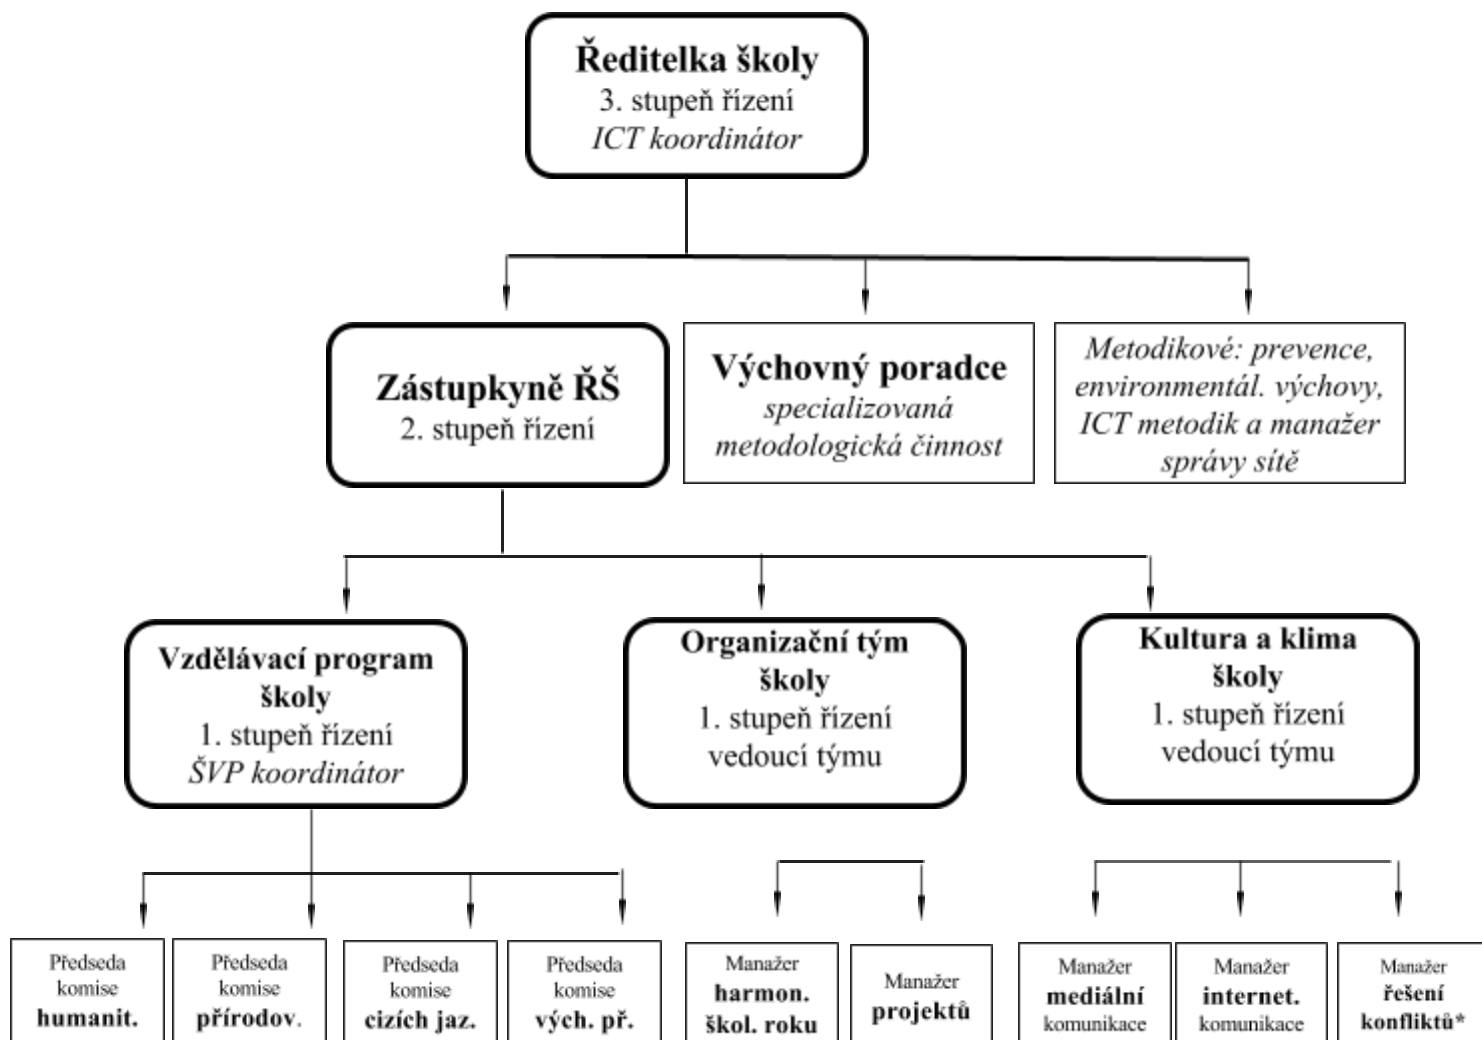 Ředitelka školy
3. stupeň řízení
ICT koordinátor
Zástupkyně ŘŠ
2. stupeň řízení
Výchovný poradce
specializovaná
metodologická činnost
Metodikové: prevence,
environmentál. výchovy,
ICT metodik a manažer
správy sítě
Vzdělávací program
školy
1. stupeň řízení
ŠVP koordinátor
Organizační tým
školy
1. stupeň řízení
vedoucí týmu
Kultura a klima
školy
1. stupeň řízení
vedoucí týmu
Předseda
komise
humanit.
Předseda
komise
přírodov.
Předseda
komise
cizích jaz.
Předseda
komise
vých. př.
Manažer
harmon.
škol. roku
Manažer
projektů
Manažer
mediální
komunikace
Manažer
internet.
komunikace
Manažer
řešení
konfliktů*